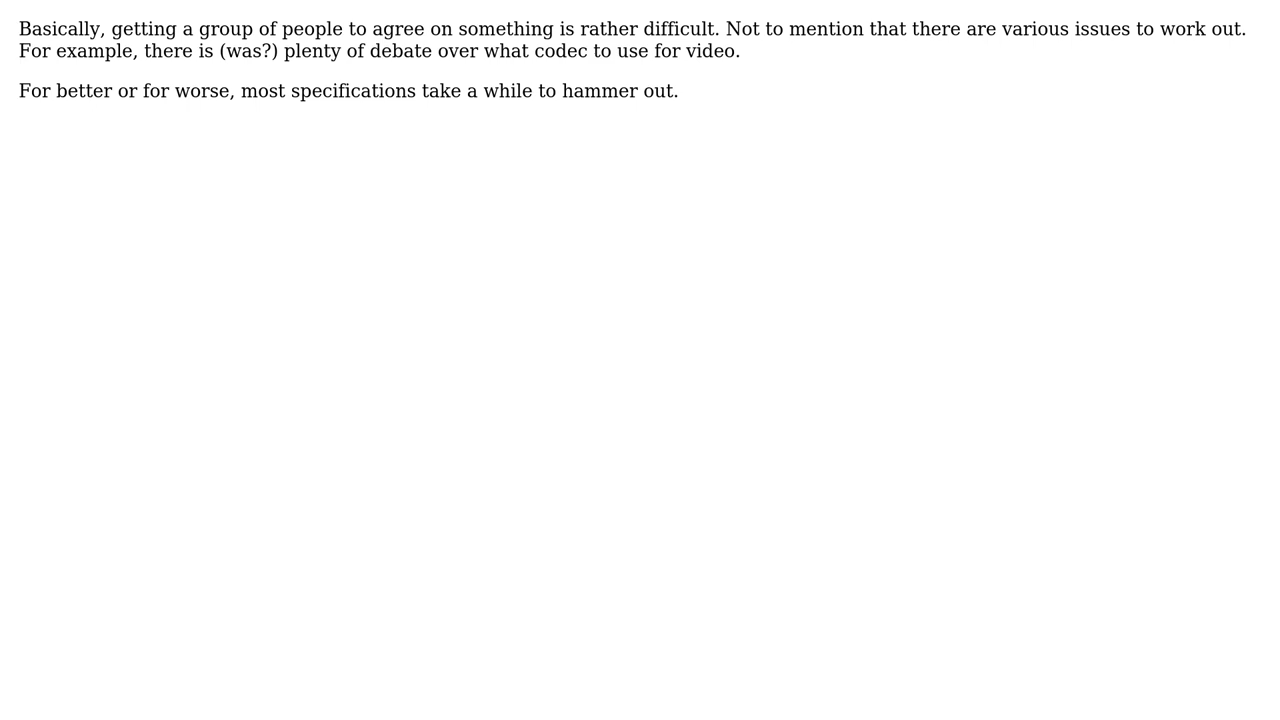 Basically, getting a group of people to agree on something is rather difficult. Not to mention that there are various issues to work out.
For example, there is (was?) plenty of debate over what codec to use for video.
For better or for worse, most specifications take a while to hammer out.